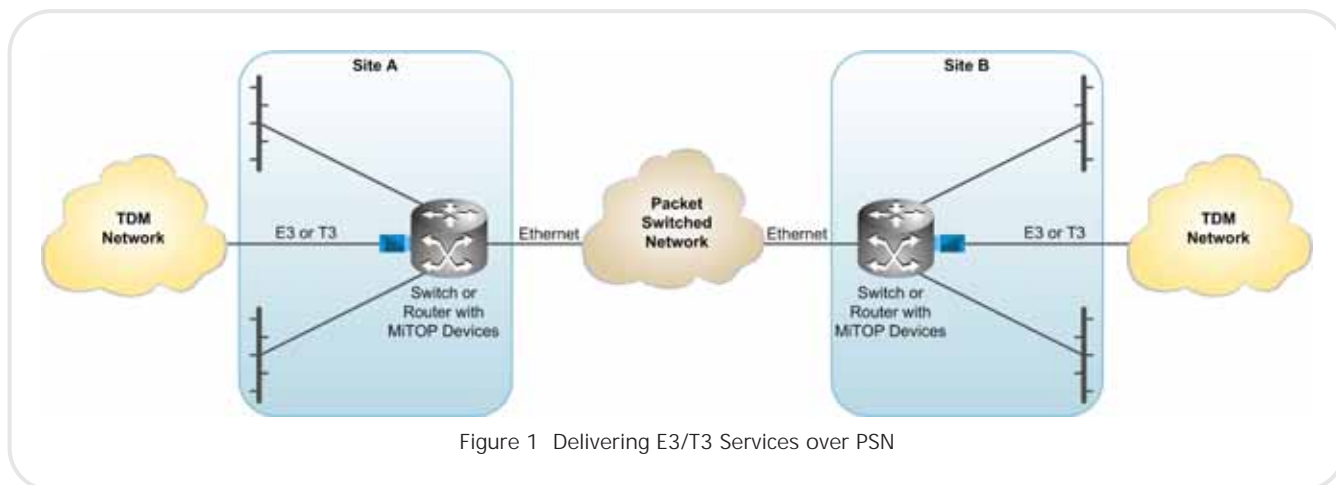 Site A
Site B
TDM
Network
E3 or T3
Switch or
Router with
MiTOP Devices
Ethernet
Packet
Switched
Network
Ethernet
Switch or
Router with
MiTOP Devices
E3 or T3
TDM
Network
Figure 1 Delivering E3/T3 Services over PSN